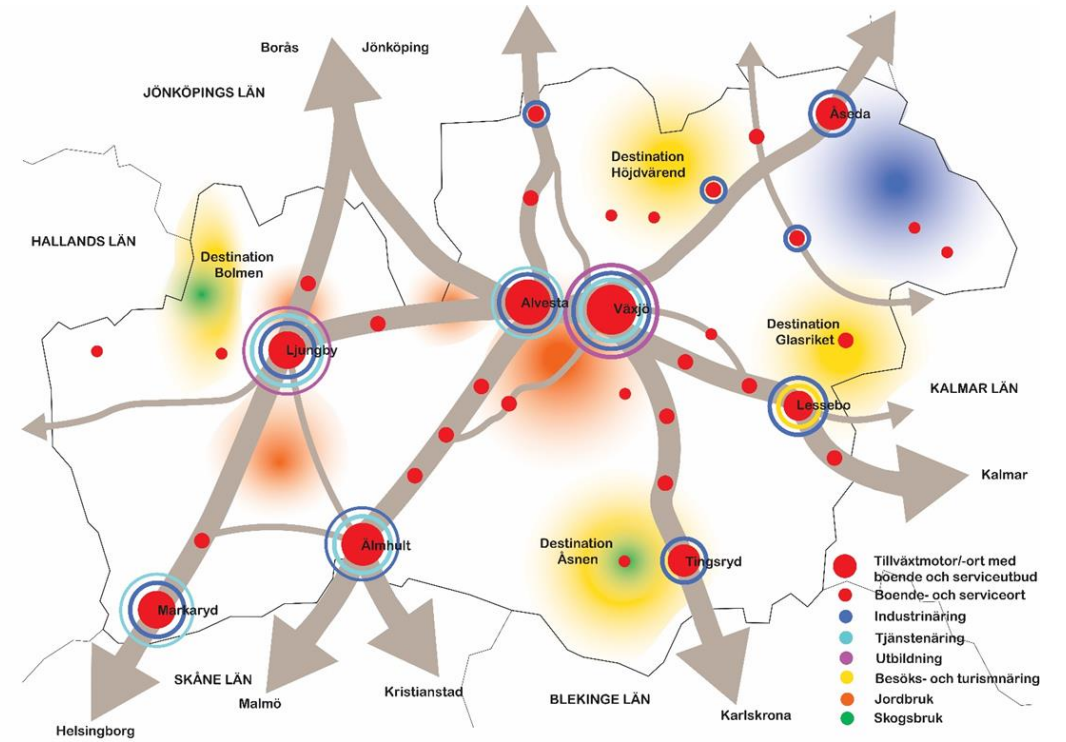 Borås
Jönköping
JÖNKÖPINGS LÄN
Åseda
Destination
Höjdvärend
HALLANDS LÄN
Destination
Bolmen
Alvesta
Växjö
Destination
Glasriket
Ljungby
KALMAR LÄN
Lessebo
Kalmar
Destination
Åsnen
Älmhult
Tingsryd
Markaryd
SKÅNE LÄN
Malmö
Kristianstad
BLEKINGE LÄN
Karlskrona
Helsingborg
Tillväxtmotor/-ort med
boende och serviceutbud
Boende- och serviceort
Industrinäring
Tjänstenäring
Utbildning
Besöks- och turismnäring
Jordbruk
Skogsbruk